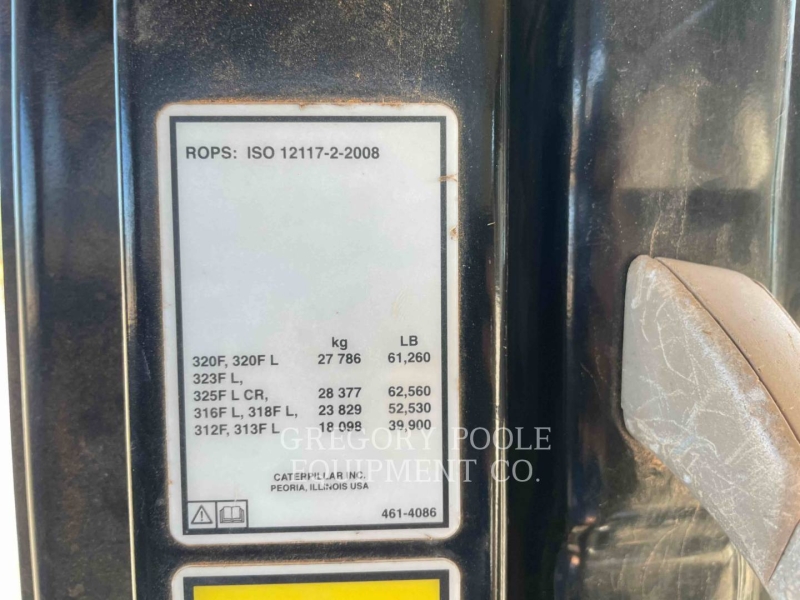 ROPS: ISO 12117-2-2008
kg LB
320F, 320F L 27 786 61,260
323F L,
325F L CR, 28 377 62,560
316F L, 318F L, 23 829 52,530
312F, 313F L 18 098 39,900
GREGORY POOLE
EQUIPMENT CO.
CATERPILLAR INC.
PEORIA, ILLINOIS USA
461-4086